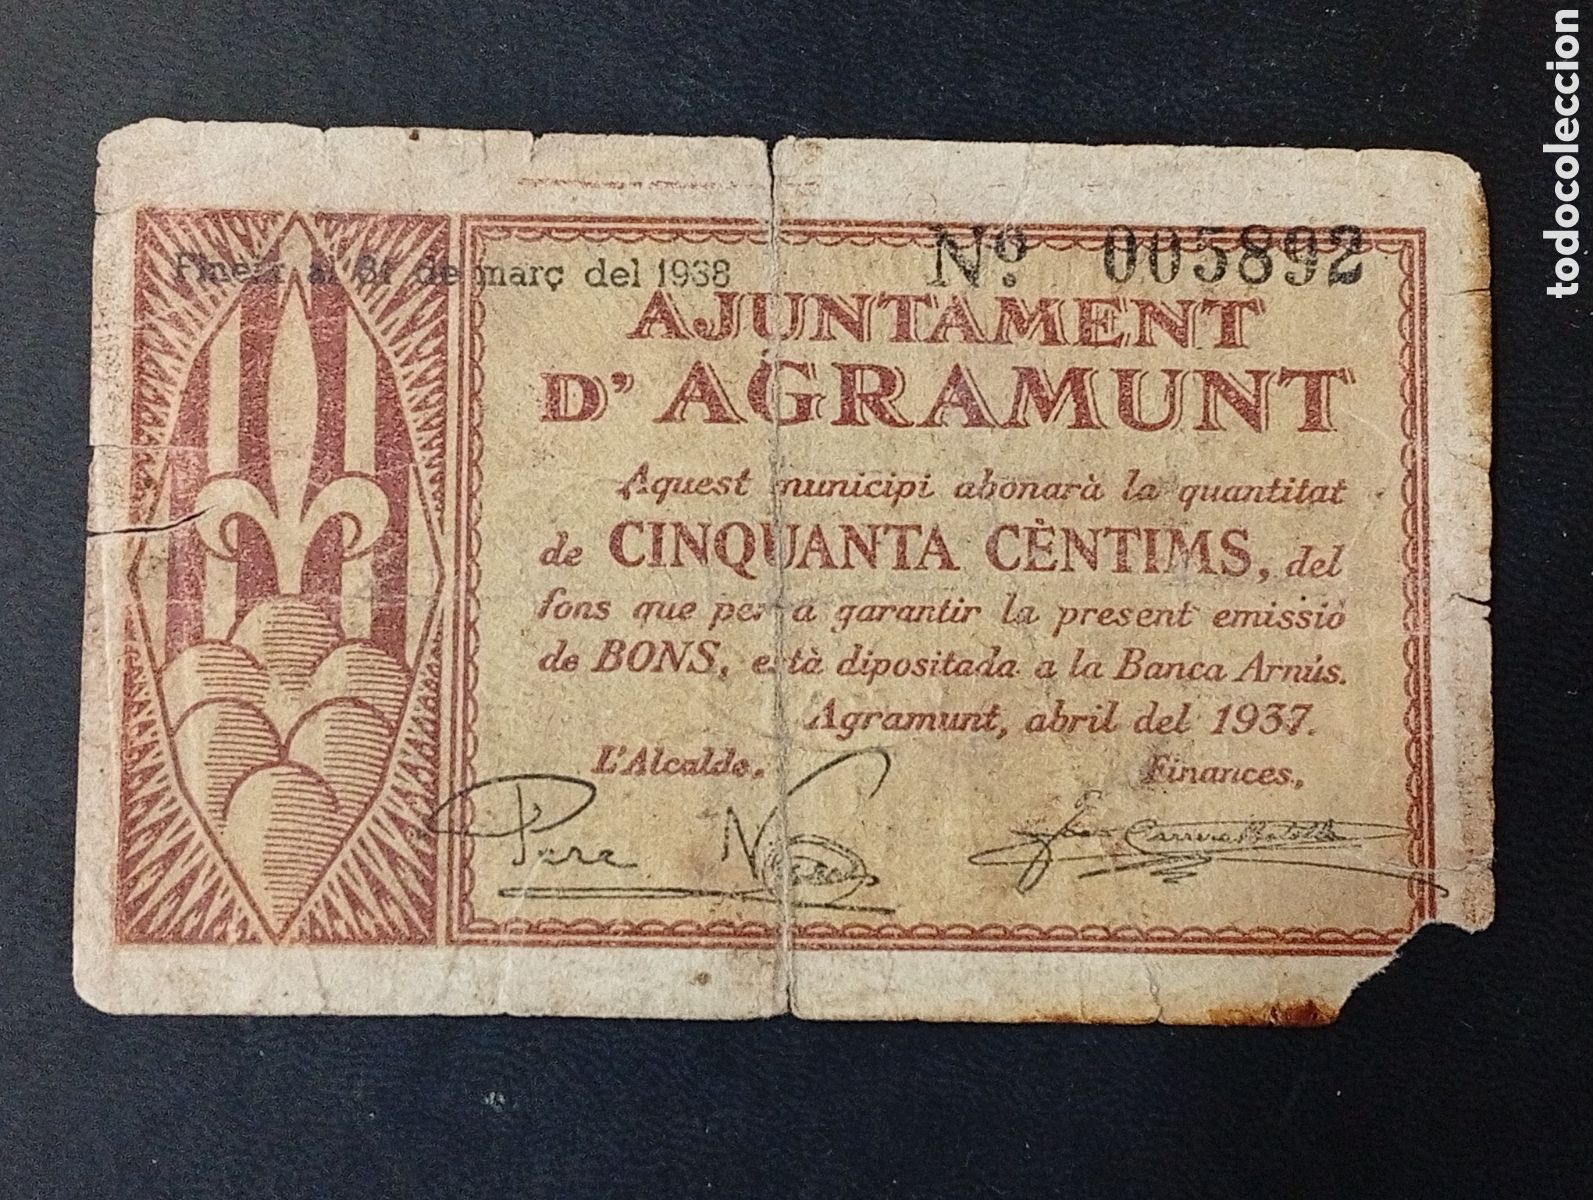 todocoleccion
Nº. 005892
Fineix al 31 de març del 1938
AJUNTAMENT
D'AGRAMUNT
Aquest municipi abonarà la quantitat
de CINQUANTA CÈNTIMS, del
fons que per a garantir la present emissió
de BONS, està dipositada a la Banca Arnús.
Agramunt, abril del 1937.
L'Alcalde, Finances,
Pere